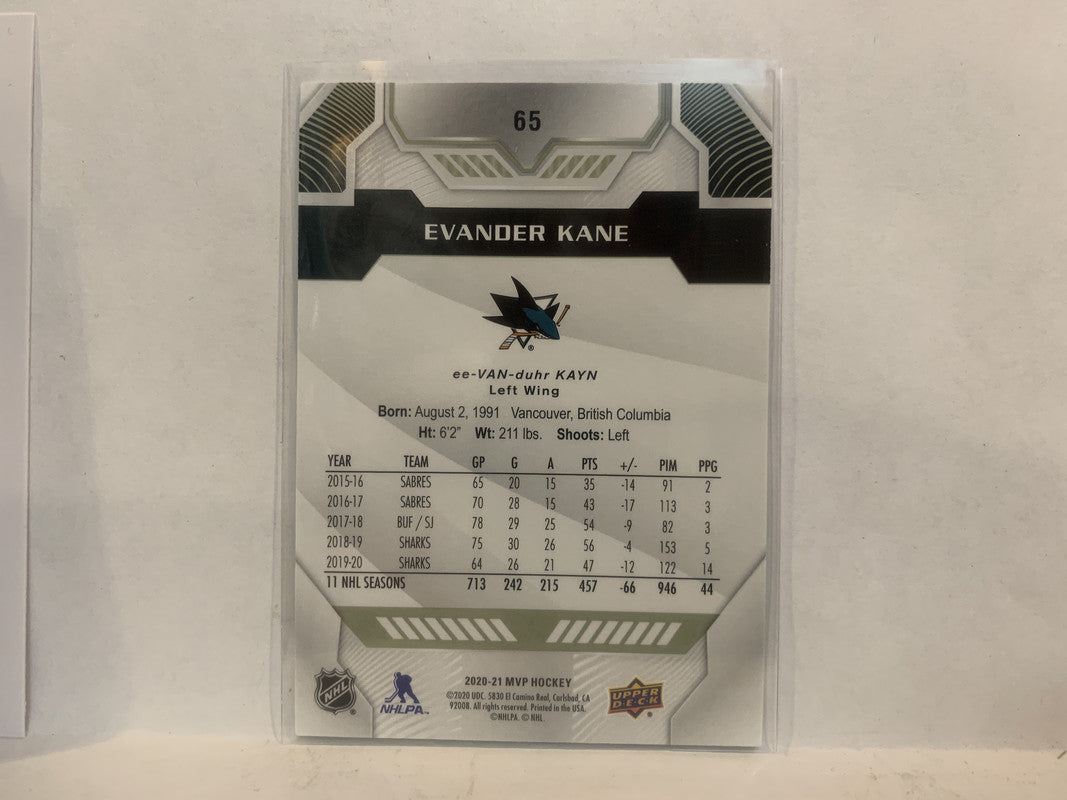 65
EVANDER KANE
®
ee-VAN-duhr KAYN
Left Wing
Born: August 2, 1991 Vancouver, British Columbia
Ht: 6'2" Wt: 211 lbs. Shoots: Left
YEAR TEAM GP G A PTS +/- PIM PPG
2015-16 SABRES 65 20 15 35 -14 91 2
2016-17 SABRES 70 28 15 43 -17 113 3
2017-18 BUF / SJ 78 29 25 54 -9 82 3
2018-19 SHARKS 75 30 26 56 -4 153 5
2019-20 SHARKS 64 26 21 47 -12 122 14
11 NHL SEASONS 713 242 215 457 -66 946 44
NHL ®
NHLPA™
2020-21 MVP HOCKEY
©2020 UDC. 5830 El Camino Real, Carlsbad, CA
92008. All rights reserved. Printed in the USA.
©NHLPA. © NHL.
UPPER
DECK
®